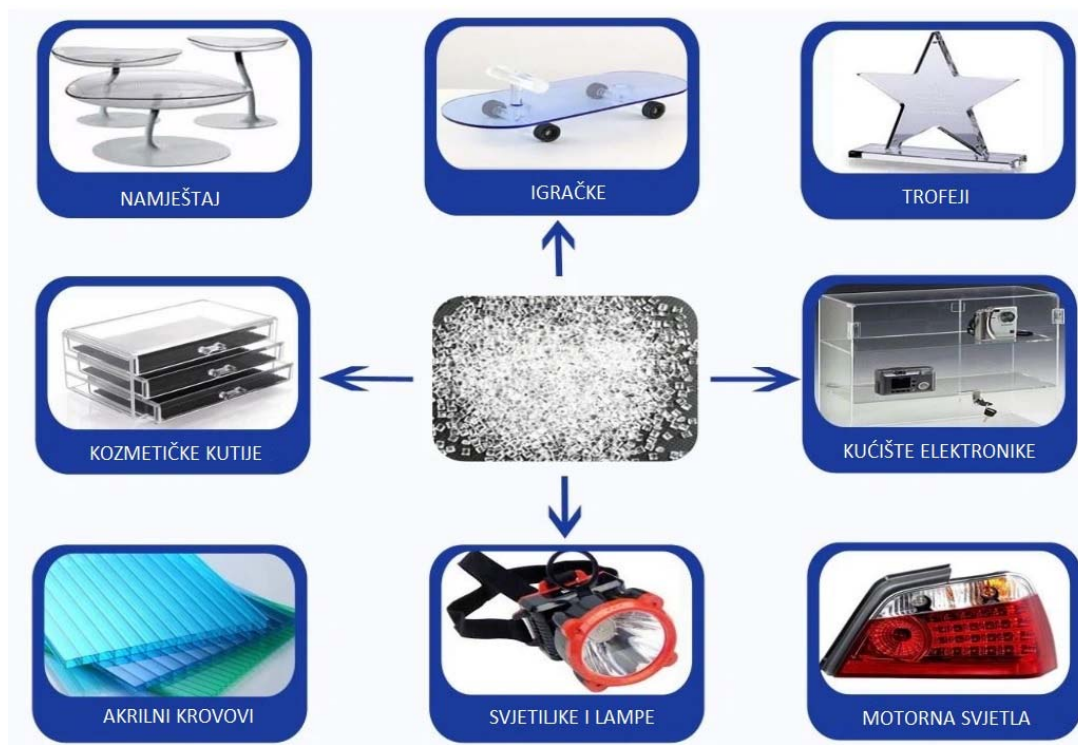 NAMJEŠTAJ
IGRAČKE
TROFEJI
KOZMETIČKE KUTIJE
KUĆIŠTE ELEKTRONIKE
AKRILNI KROVOVI
SVJETILJKE I LAMPE
MOTORNA SVJETLA